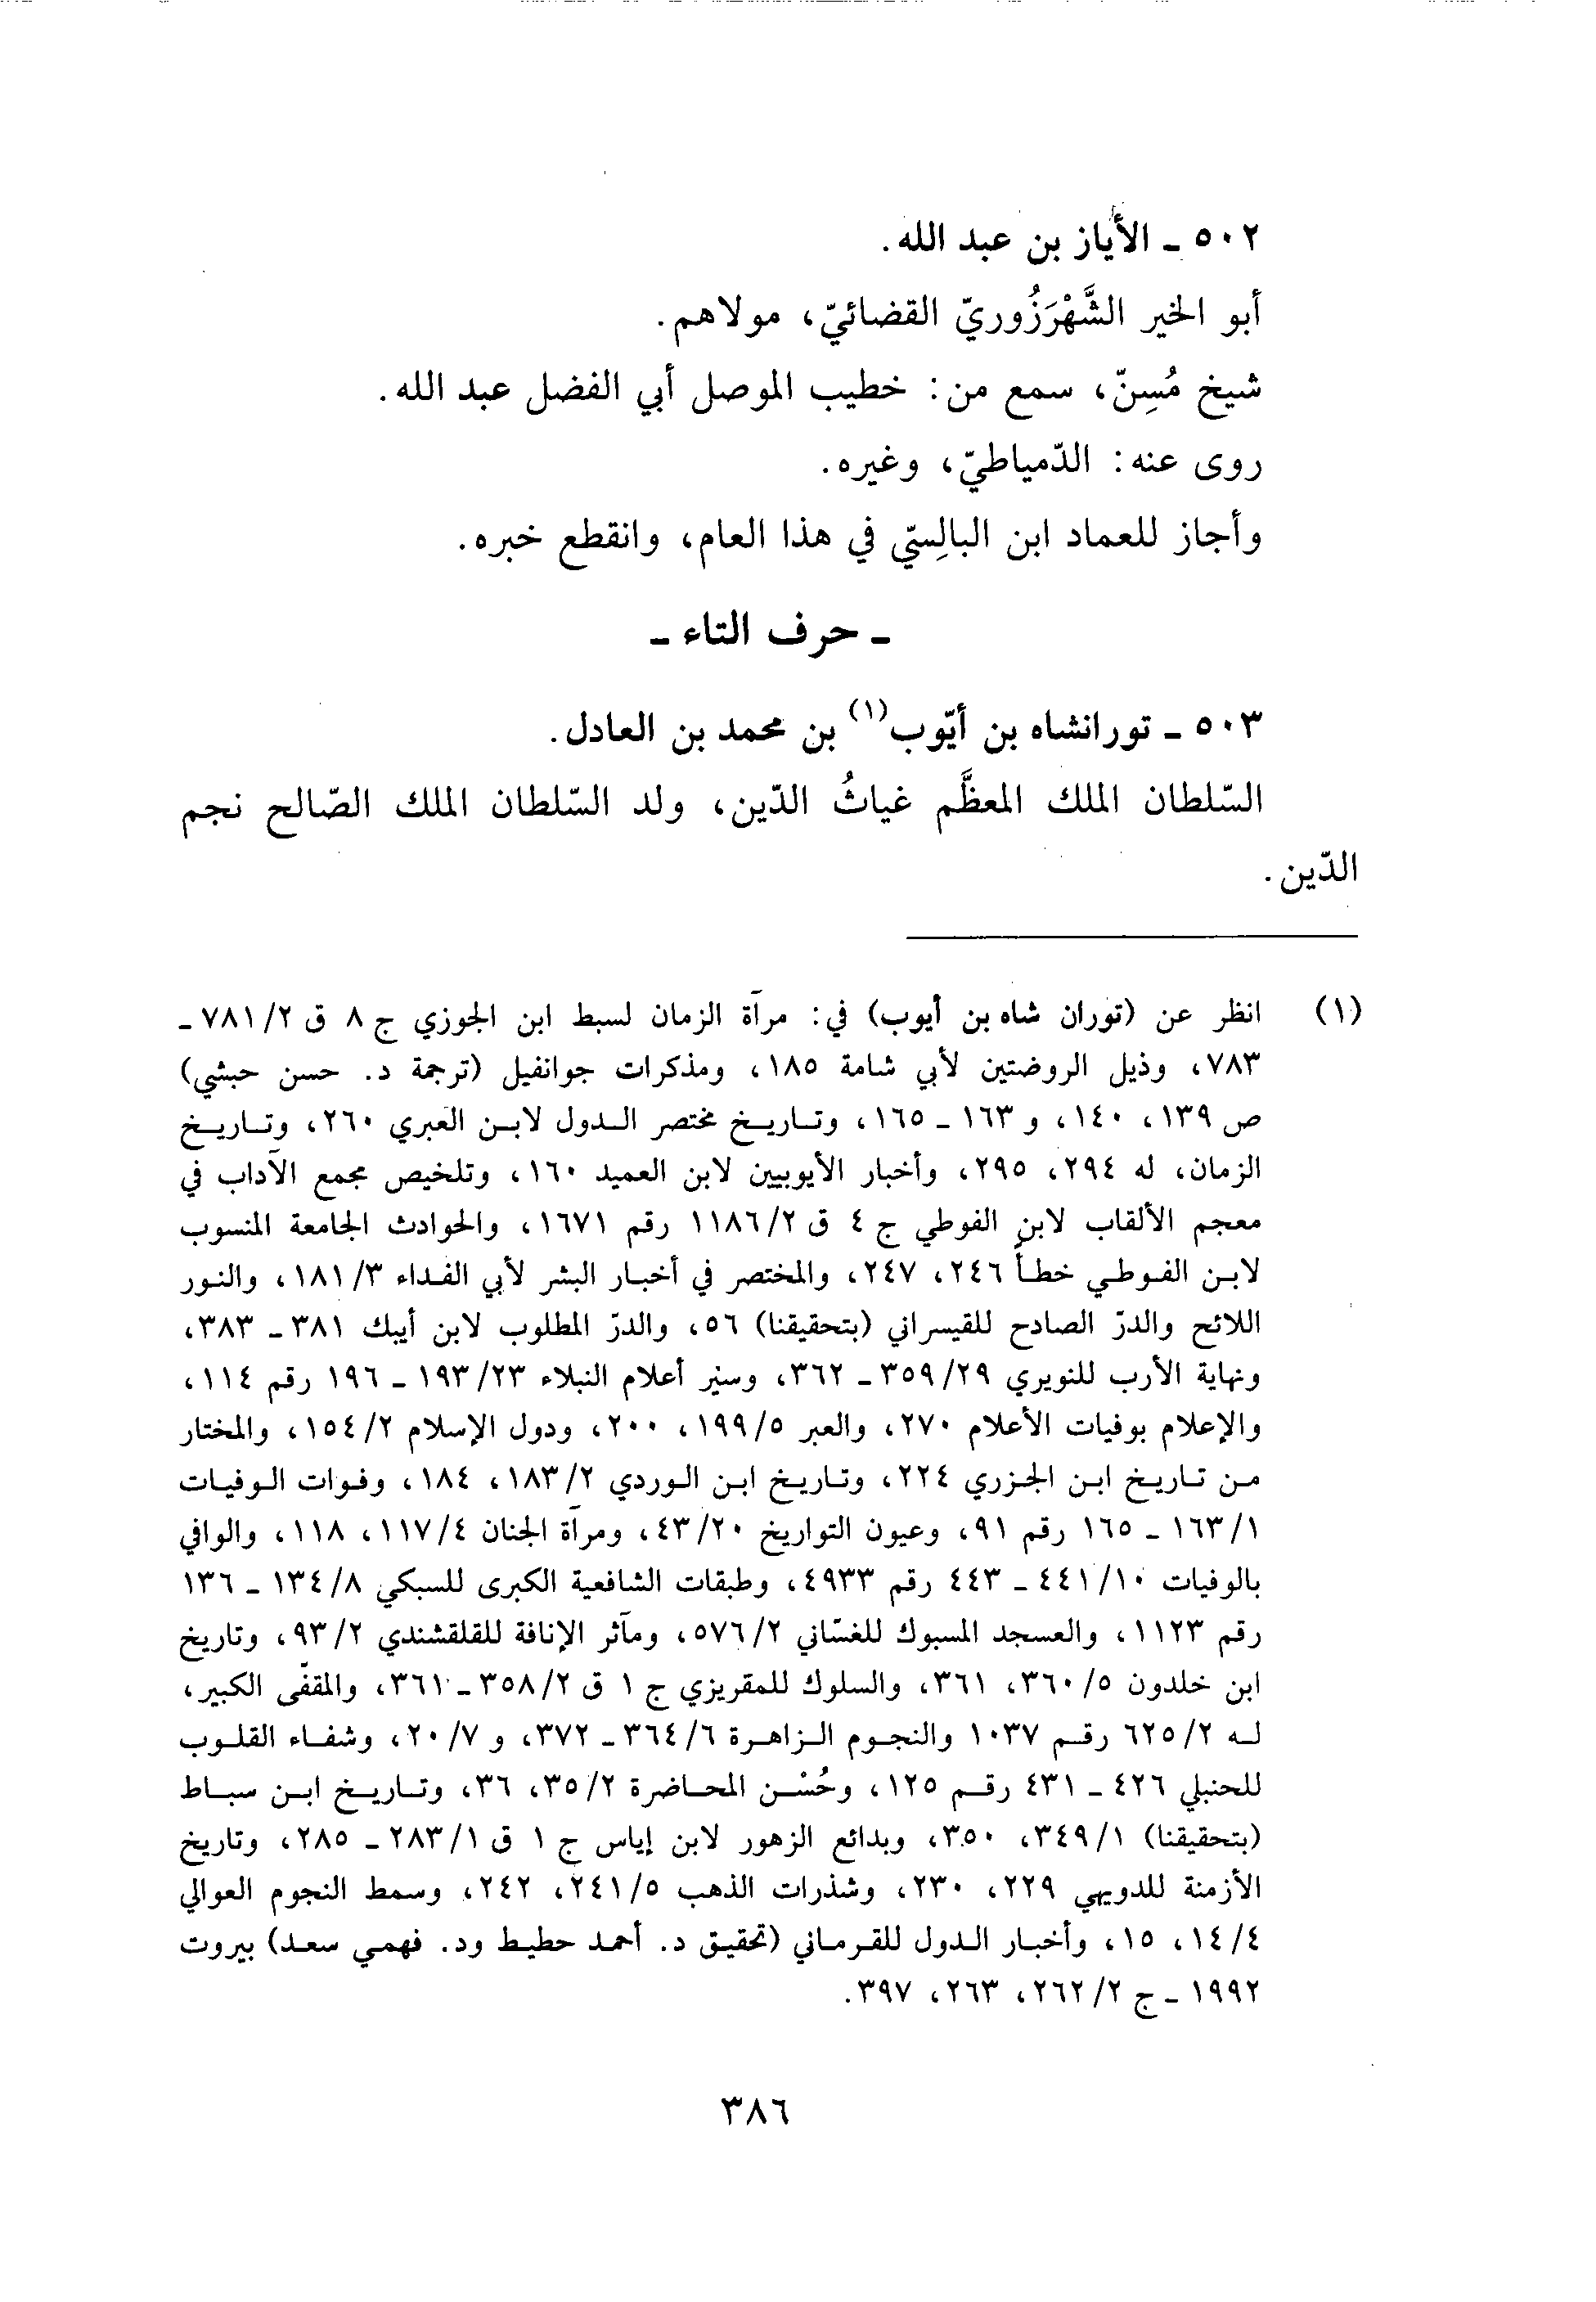 ٥٠٢ - الأياز بن عبد الله.
أبو الخير الشَّهْرَزُوريّ القضائيّ، مولاهم.
شيخ مُسِنّ، سمع من: خطيب الموصل أبي الفضل عبد الله.
روى عنه: الدّمياطيّ، وغيره.
وأجاز للعماد ابن البالِسيّ في هذا العام، وانقطع خبره.
- حرف التاء -
٥٠٣ - تورانشاه بن أيّوب(١) بن محمد بن العادل.
السّلطان الملك المعظَّم غياثُ الدّين، ولد السّلطان الملك الصّالح نجم
الدّين.
(١) انظر عن (توران شاه بن أيوب) في: مرآة الزمان لسبط ابن الجوزي ج ٨ ق ٢/ ٧٨١ -
٧٨٣، وذيل الروضتين لأبي شامة ١٨٥، ومذكرات جوانفيل (ترجمة د. حسن حبشي)
ص ١٣٩، ١٤٠، و ١٦٣ - ١٦٥، وتاريخ مختصر الدول لابن العبري ٢٦٠، وتاريخ
الزمان، له ٢٩٤، ٢٩٥، وأخبار الأيوبيين لابن العميد ١٦٠، وتلخيص مجمع الآداب في
معجم الألقاب لابن الفوطي ج ٤ ق ٢/ ١١٨٦ رقم ١٦٧١، والحوادث الجامعة المنسوب
لابن الفوطي خطأً ٢٤٦، ٢٤٧، والمختصر في أخبار البشر لأبي الفداء ٣/ ١٨١، والنور
اللائح والدرّ الصادح للقيسراني (بتحقيقنا) ٥٦، والدرّ المطلوب لابن أيبك ٣٨١ - ٣٨٣،
ونهاية الأرب للنويري ٢٩/ ٣٥٩ - ٣٦٢، وسير أعلام النبلاء ٢٣/ ١٩٣ - ١٩٦ رقم ١١٤،
والإعلام بوفيات الأعلام ٢٧٠، والعبر ٥/ ١٩٩، ٢٠٠، ودول الإسلام ٢/ ١٥٤، والمختار
من تاريخ ابن الجزري ٢٢٤، وتاريخ ابن الوردي ٢/ ١٨٣، ١٨٤، وفوات الوفيات
١/ ١٦٣ - ١٦٥ رقم ٩١، وعيون التواريخ ٢٠/ ٤٣، ومرآة الجنان ٤/ ١١٧، ١١٨، والوافي
بالوفيات ١٠/ ٤٤١ - ٤٤٣ رقم ٤٩٣٣، وطبقات الشافعية الكبرى للسبكي ٨/ ١٣٤ - ١٣٦
رقم ١١٢٣، والعسجد المسبوك للغسّاني ٢/ ٥٧٦، ومآثر الإنافة للقلقشندي ٢/ ٩٣، وتاريخ
ابن خلدون ٥/ ٣٦٠، ٣٦١، والسلوك للمقريزي ج ١ ق ٢/ ٣٥٨ - ٣٦١، والمقفّى الكبير،
له ٢/ ٦٢٥ رقم ١٠٣٧ والنجوم الزاهرة ٦/ ٣٦٤ - ٣٧٢، و ٧/ ٢٠، وشفاء القلوب
للحنبلي ٤٢٦ - ٤٣١ رقم ١٢٥، وحُسْن المحاضرة ٢/ ٣٥، ٣٦، وتاريخ ابن سباط
(بتحقيقنا) ١/ ٣٤٩، ٣٥٠، وبدائع الزهور لابن إياس ج ١ ق ١/ ٢٨٣ - ٢٨٥، وتاريخ
الأزمنة للدويهي ٢٢٩، ٢٣٠، وشذرات الذهب ٥/ ٢٤١، ٢٤٢، وسمط النجوم العوالي
٤/ ١٤، ١٥، وأخبار الدول للقرماني (تحقيق د. أحمد حطيط ود. فهمي سعد) بيروت
١٩٩٢ - ج ٢/ ٢٦٢، ٢٦٣، ٣٩٧.
٣٨٦